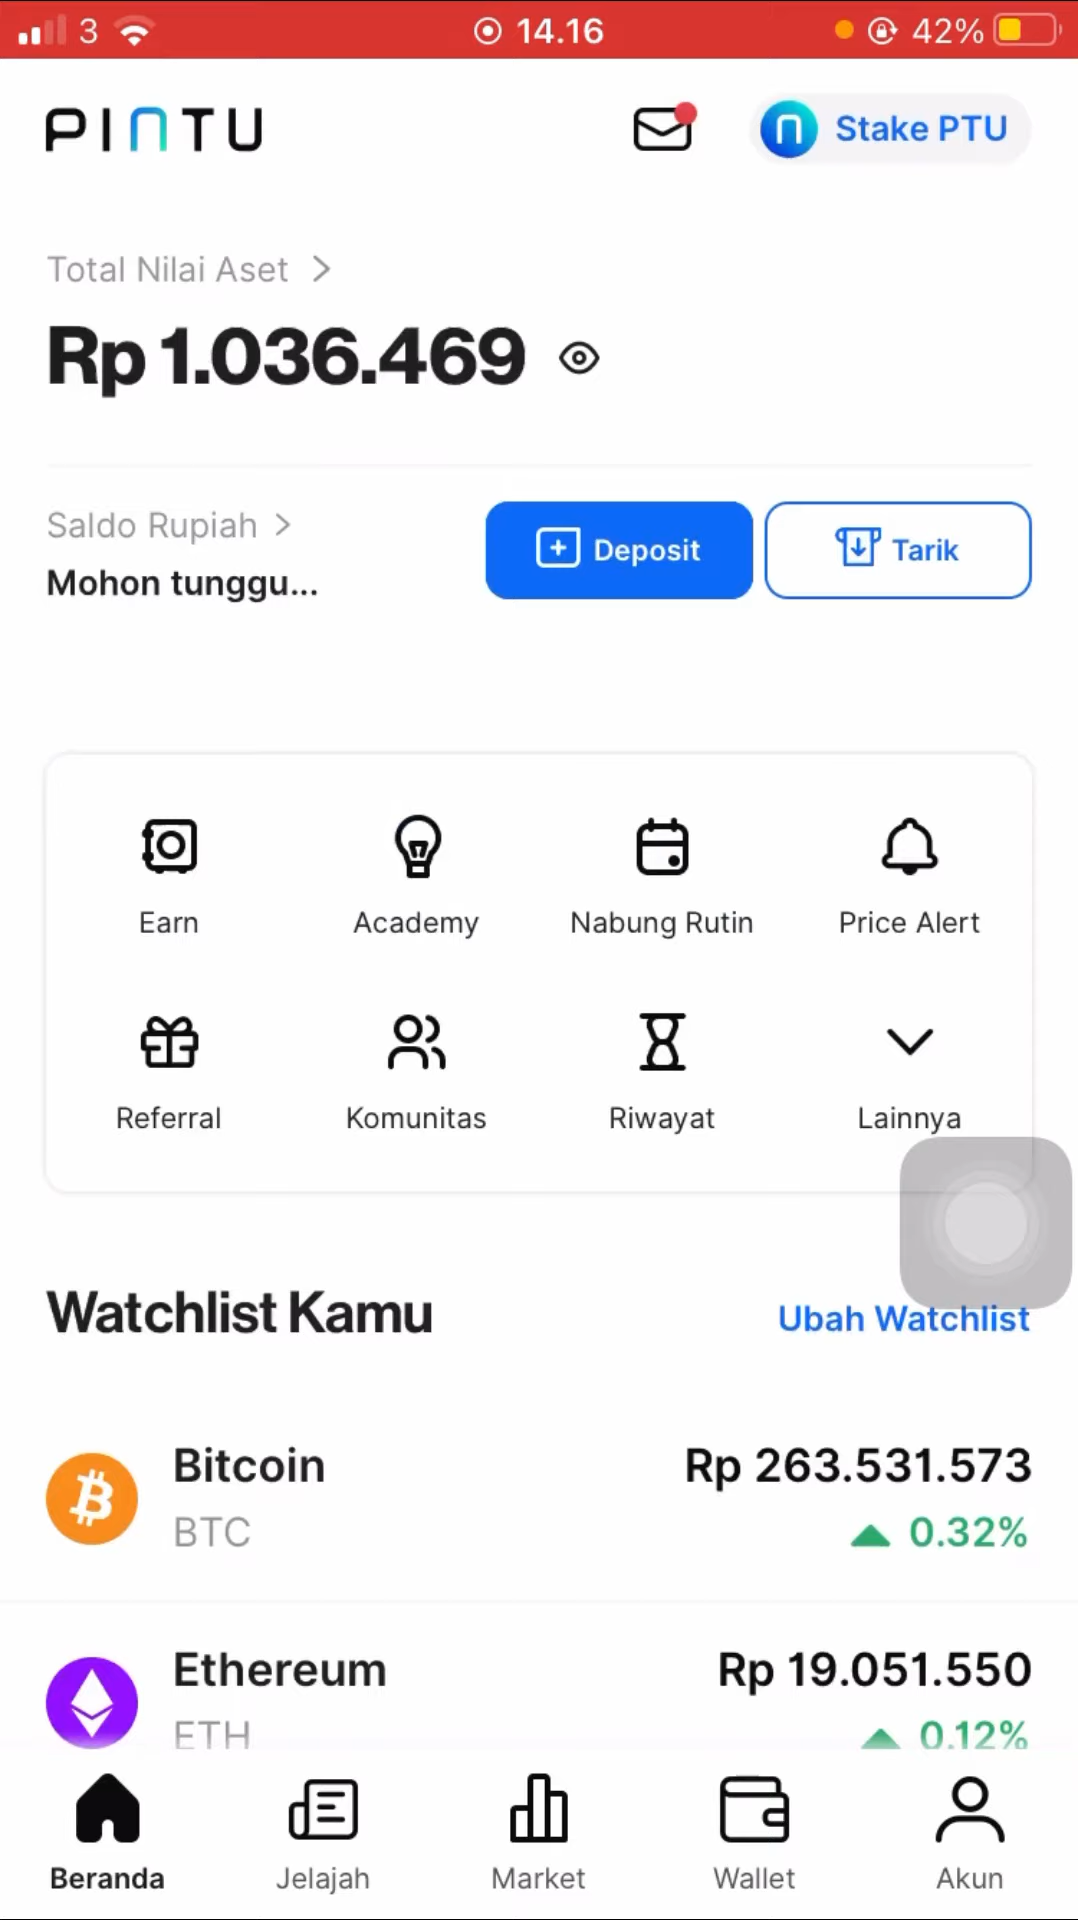 3
14.16
42%
PINTU
Stake PTU
Total Nilai Aset
Rp 1.036.469
Saldo Rupiah
Mohon tunggu...
Deposit
Tarik
Earn
Academy
Nabung Rutin
Price Alert
Referral
Komunitas
Riwayat
Lainnya
Watchlist Kamu
Ubah Watchlist
Bitcoin
Rp 263.531.573
BTC
0.32%
Ethereum
Rp 19.051.550
ETH
0.12%
Beranda
Jelajah
Market
Wallet
Akun